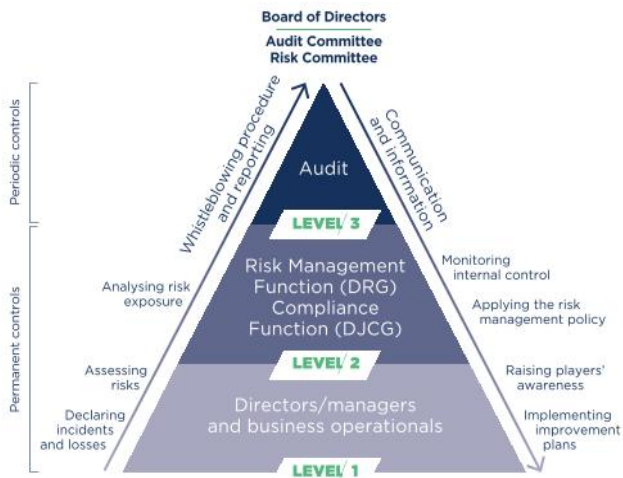 Board of Directors
Audit Committee
Risk Committee
Periodic controls
Whistleblowing procedure
and reporting
Communication
and information
Audit
LEVEL 3
Permanent controls
Analysing risk
exposure
Risk Management
Function (DRG)
Compliance
Function (DJCG)
Monitoring
internal control
Applying the risk
management policy
LEVEL 2
Assessing
risks
Raising players'
awareness
Declaring
incidents
and losses
Directors/managers
and business operationals
Implementing
improvement
plans
LEVEL 1